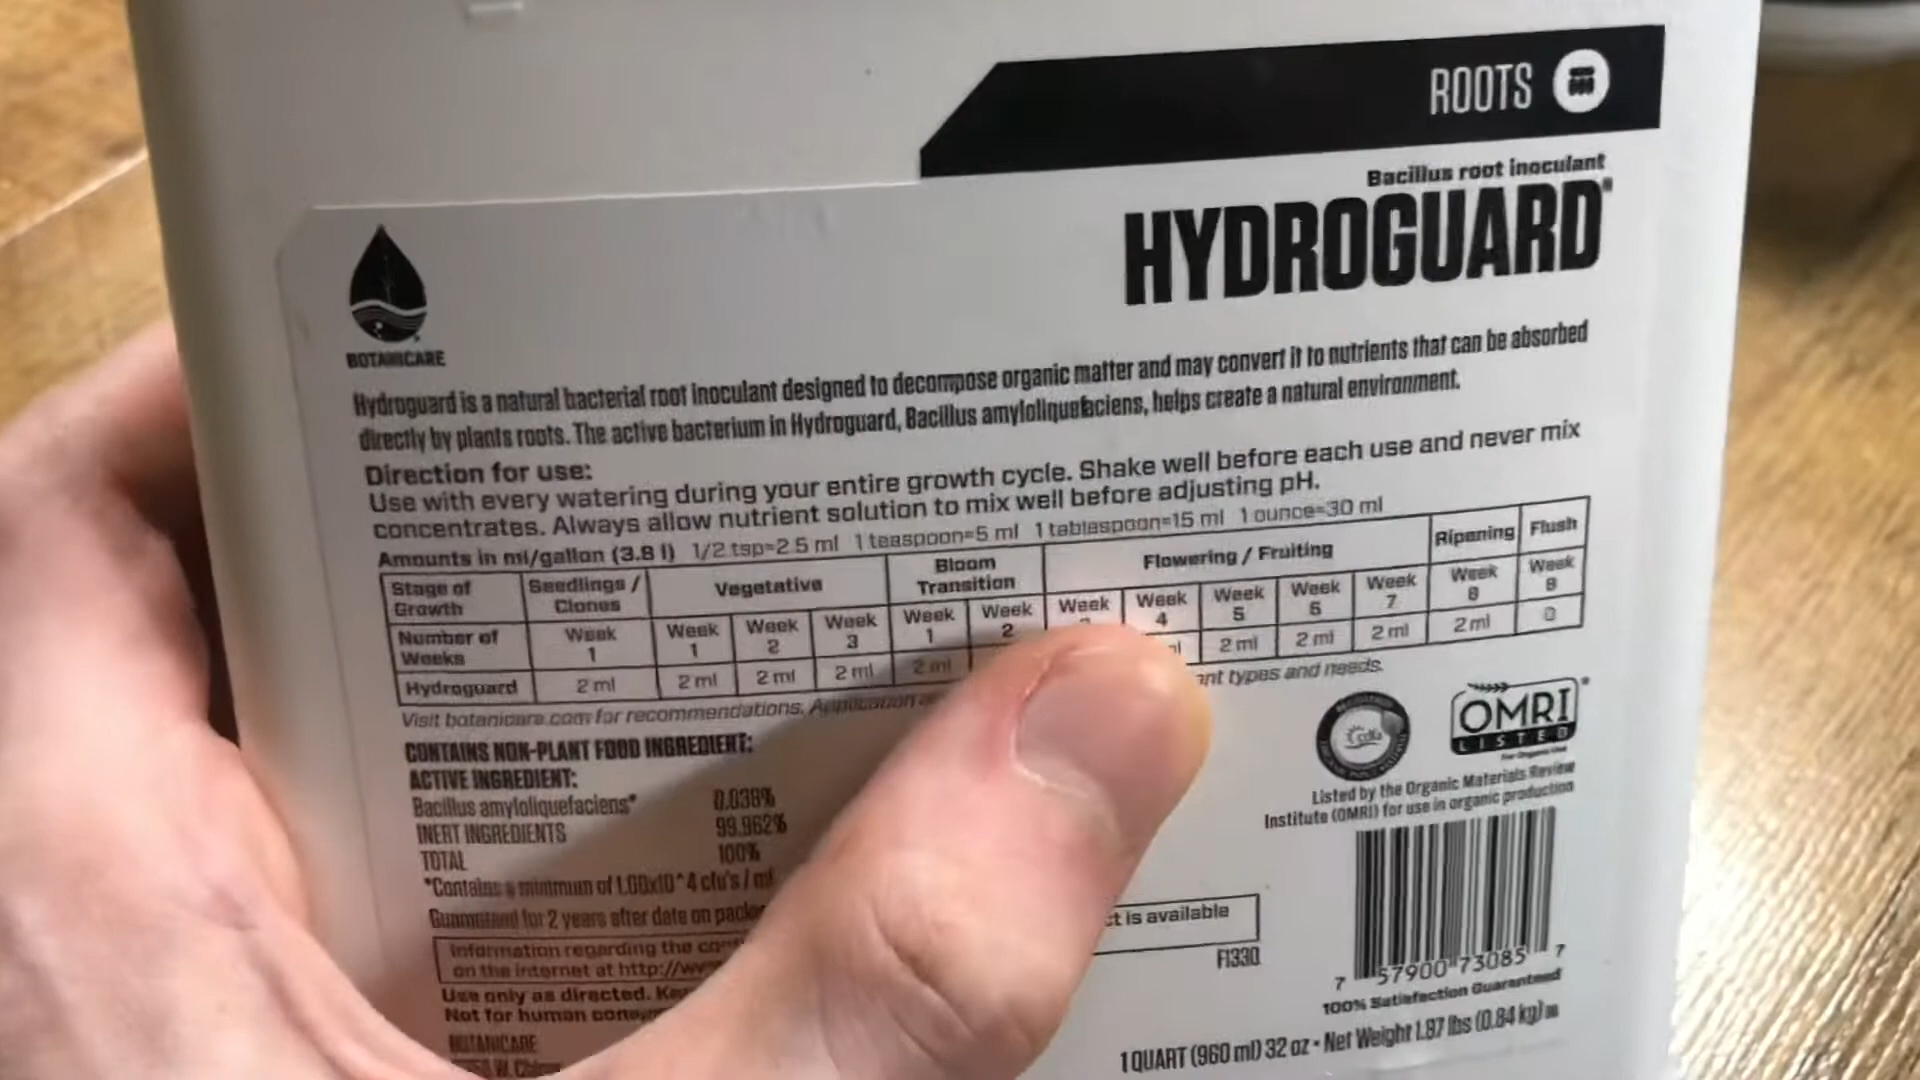 ROOTS
Bacillus root inoculant
HYDROGUARD
BOTANICARE
Hydroguard is a natural bacterial root inoculant designed to decompose organic matter and may convert it to nutrients that can be absorbed
directly by plants roots. The active bacterium in Hydroguard, Bacillus amyloliquefaciens, helps create a natural environment.
Direction for use:
Use with every watering during your entire growth cycle. Shake well before each use and never mix
concentrates. Always allow nutrient solution to mix well before adjusting pH.
Amounts in ml/gallon (3.8 l) 1/2 tsp=2.5 ml 1 teaspoon=5 ml 1 tablespoon=15 ml 1 ounce=30 ml
Stage of Growth Seedlings / Clones Vegetative Bloom Transition Flowering / Fruiting Ripening Flush
Number of Weeks Week 1 Week 1 Week 2 Week 3 Week 1 Week 2 Week Week 4 Week 5 Week 6 Week 7 Week 8 Week 9
Hydroguard 2 ml 2 ml 2 ml 2 ml 2 ml 2 ml 2 ml 2 ml 2 ml 0
Visit botanicare.com for recommendations. Application types and needs.
CONTAINS NON-PLANT FOOD INGREDIENT:
ACTIVE INGREDIENT:
Bacillus amyloliquefaciens* 0.038%
INERT INGREDIENTS 99.962%
TOTAL 100%
*Contains a minimum of 1.00x10^4 cfu's / ml
Guaranteed for 2 years after date on
Information regarding the
on the internet at http://
is available
F1330
Use only as directed.
Not for human
BOTANICARE
W.
cdfa
OMRI
LISTED
For Organic Use
Listed by the Organic Materials Review
Institute (OMRI) for use in organic production
7 57900 73085 7
100% Satisfaction Guaranteed
1 QUART (960 ml) 32 oz • Net Weight 1.87 lbs (0.84 kg)